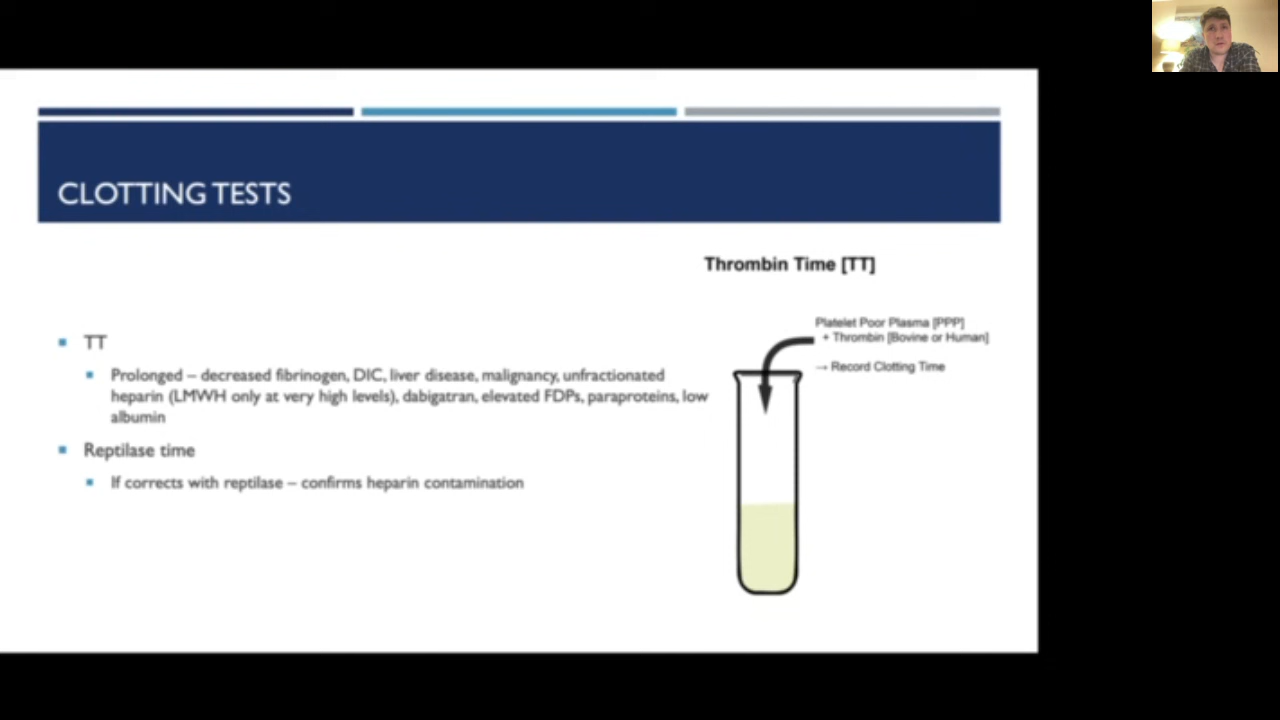 CLOTTING TESTS
Thrombin Time [TT]
Platelet Poor Plasma [PPP]
+ Thrombin [Bovine or Human]
→ Record Clotting Time
TT
Prolonged – decreased fibrinogen, DIC, liver disease, malignancy, unfractionated
heparin (LMWH only at very high levels), dabigatran, elevated FDPs, paraproteins, low
albumin
Reptilase time
If corrects with reptilase – confirms heparin contamination